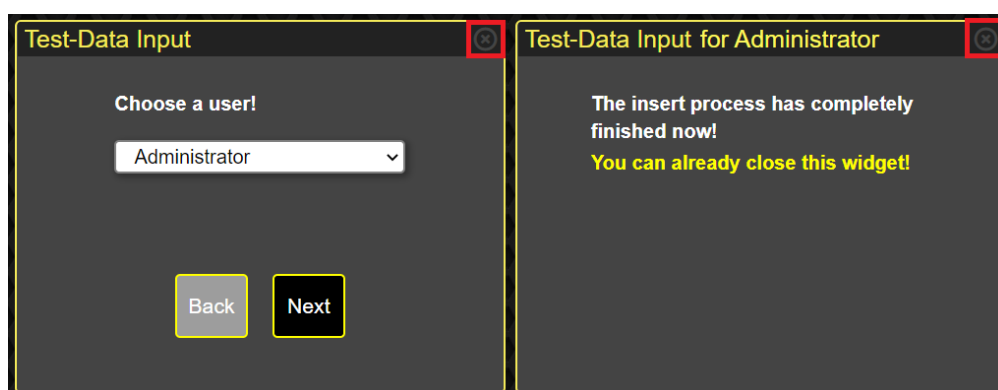 Test-Data Input
Choose a user!
Administrator
Back
Next
Test-Data Input for Administrator
The insert process has completely
finished now!
You can already close this widget!